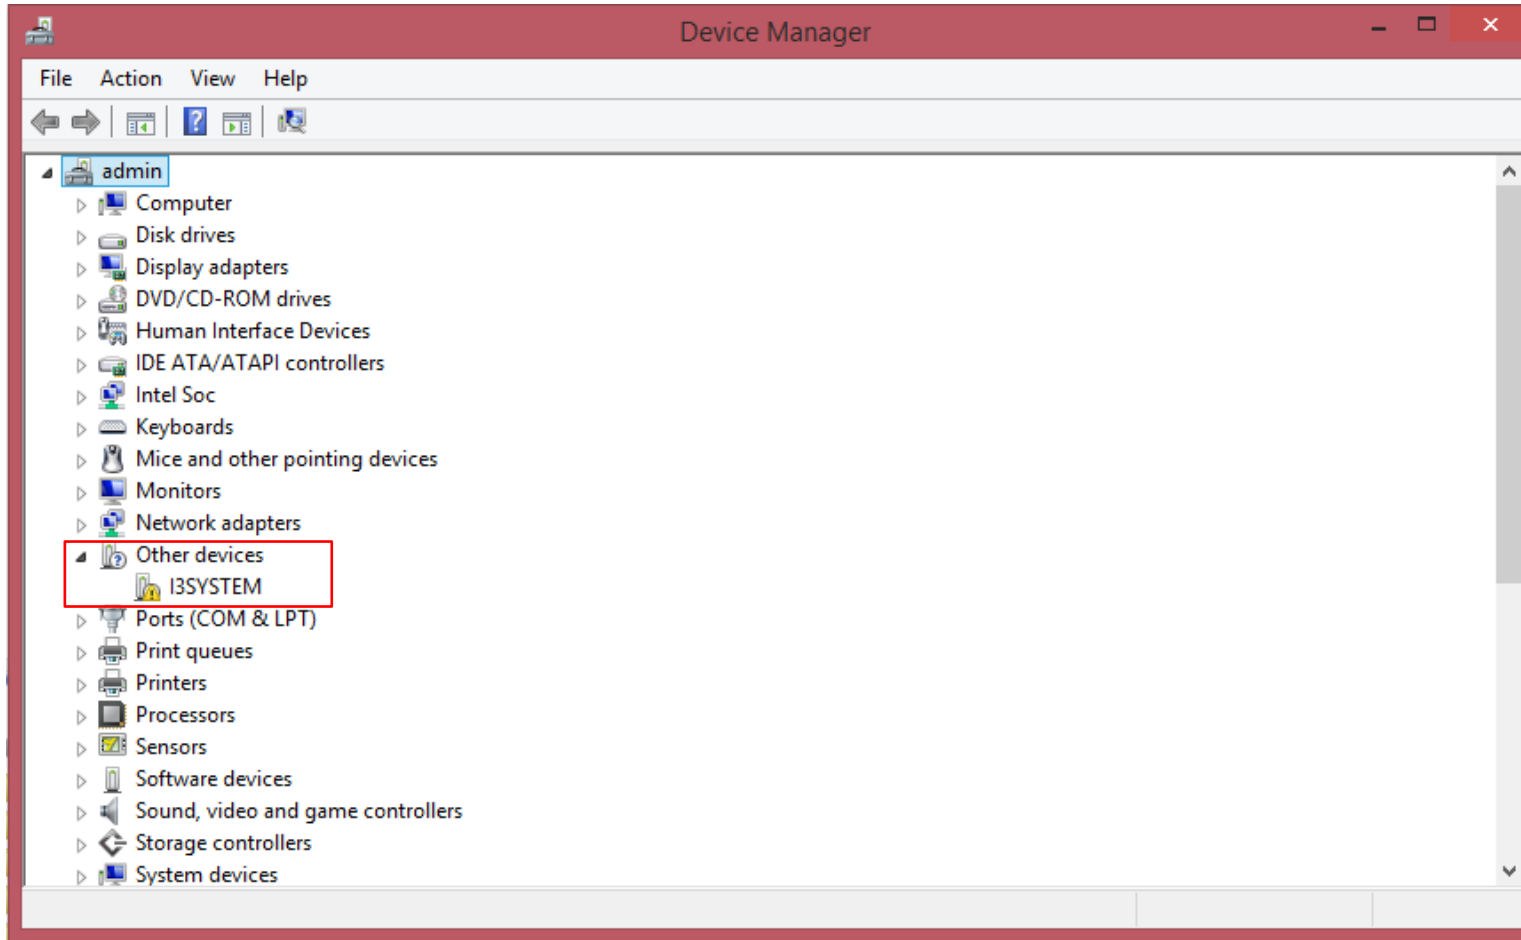 Device Manager
File Action View Help
admin
Computer
Disk drives
Display adapters
DVD/CD-ROM drives
Human Interface Devices
IDE ATA/ATAPI controllers
Intel Soc
Keyboards
Mice and other pointing devices
Monitors
Network adapters
Other devices
I3SYSTEM
Ports (COM & LPT)
Print queues
Printers
Processors
Sensors
Software devices
Sound, video and game controllers
Storage controllers
System devices